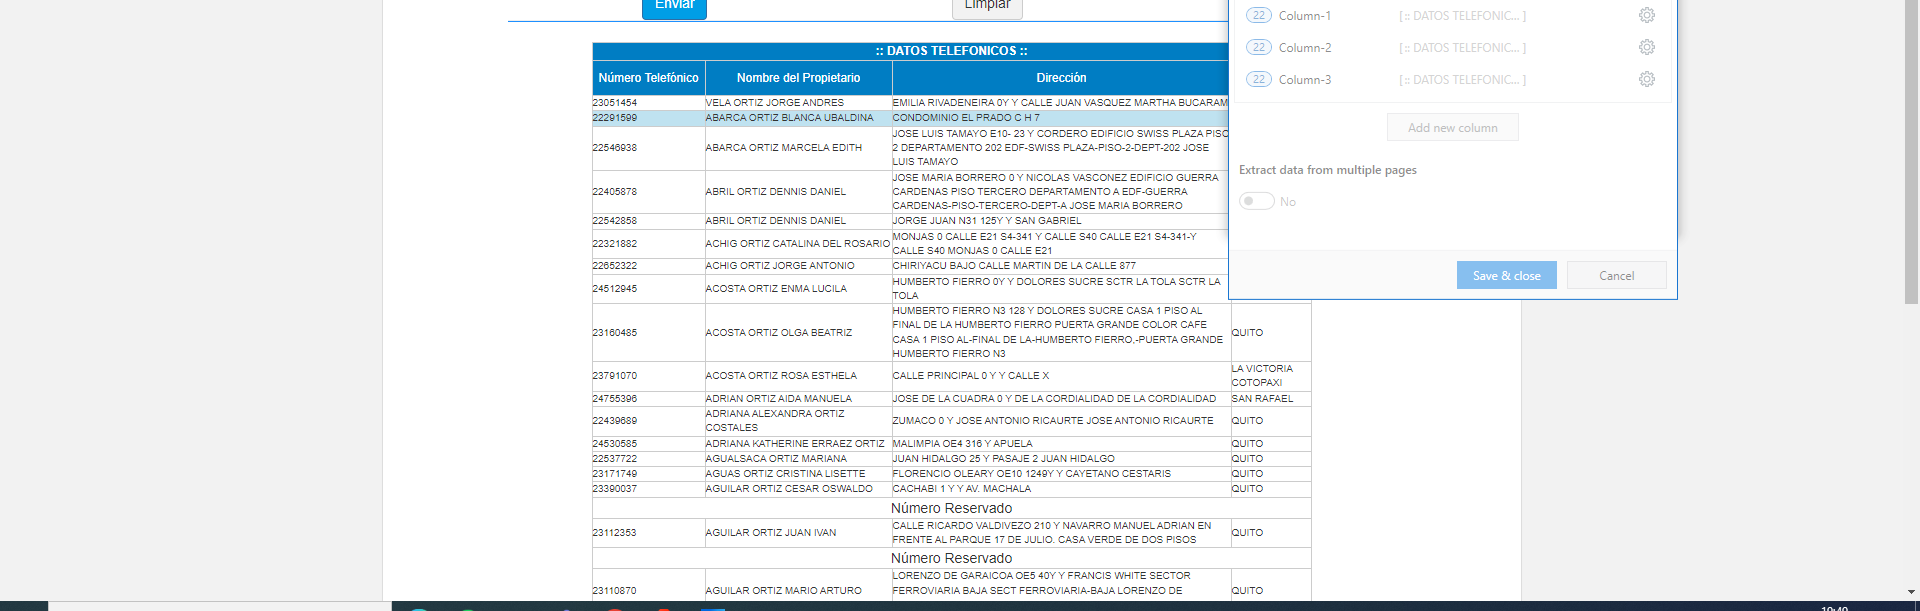 Enviar
Limpiar
:: DATOS TELEFONICOS ::
Número Telefónico Nombre del Propietario Dirección
23051454 VELA ORTIZ JORGE ANDRES EMILIA RIVADENEIRA 0Y Y CALLE JUAN VASQUEZ MARTHA BUCARAM
22291599 ABARCA ORTIZ BLANCA UBALDINA CONDOMINIO EL PRADO C H 7
22546938 ABARCA ORTIZ MARCELA EDITH JOSE LUIS TAMAYO E10- 23 Y CORDERO EDIFICIO SWISS PLAZA PISO
2 DEPARTAMENTO 202 EDF-SWISS PLAZA-PISO-2-DEPT-202 JOSE
LUIS TAMAYO
22405878 ABRIL ORTIZ DENNIS DANIEL JOSE MARIA BORRERO 0 Y NICOLAS VASCONEZ EDIFICIO GUERRA
CARDENAS PISO TERCERO DEPARTAMENTO A EDF-GUERRA
CARDENAS-PISO-TERCERO-DEPT-A JOSE MARIA BORRERO
22542858 ABRIL ORTIZ DENNIS DANIEL JORGE JUAN N31 125Y Y SAN GABRIEL
22321882 ACHIG ORTIZ CATALINA DEL ROSARIO MONJAS 0 CALLE E21 S4-341 Y CALLE S40 CALLE E21 S4-341-Y
CALLE S40 MONJAS 0 CALLE E21
22652322 ACHIG ORTIZ JORGE ANTONIO CHIRIYACU BAJO CALLE MARTIN DE LA CALLE 877
24512945 ACOSTA ORTIZ ENMA LUCILA HUMBERTO FIERRO 0Y Y DOLORES SUCRE SCTR LA TOLA SCTR LA
TOLA
23160485 ACOSTA ORTIZ OLGA BEATRIZ HUMBERTO FIERRO N3 128 Y DOLORES SUCRE CASA 1 PISO AL
FINAL DE LA HUMBERTO FIERRO PUERTA GRANDE COLOR CAFE
CASA 1 PISO AL-FINAL DE LA-HUMBERTO FIERRO,-PUERTA GRANDE
HUMBERTO FIERRO N3
QUITO
23791070 ACOSTA ORTIZ ROSA ESTHELA CALLE PRINCIPAL 0 Y Y CALLE X LA VICTORIA
COTOPAXI
24755396 ADRIAN ORTIZ AIDA MANUELA JOSE DE LA CUADRA 0 Y DE LA CORDIALIDAD DE LA CORDIALIDAD SAN RAFAEL
22439689 ADRIANA ALEXANDRA ORTIZ
COSTALES ZUMACO 0 Y JOSE ANTONIO RICAURTE JOSE ANTONIO RICAURTE QUITO
24530585 ADRIANA KATHERINE ERRAEZ ORTIZ MALIMPIA OE4 316 Y APUELA QUITO
22537722 AGUALSACA ORTIZ MARIANA JUAN HIDALGO 25 Y PASAJE 2 JUAN HIDALGO QUITO
23171749 AGUAS ORTIZ CRISTINA LISETTE FLORENCIO OLEARY OE10 1249Y Y CAYETANO CESTARIS QUITO
23390037 AGUILAR ORTIZ CESAR OSWALDO CACHABI 1 Y Y AV. MACHALA QUITO
Número Reservado
23112353 AGUILAR ORTIZ JUAN IVAN CALLE RICARDO VALDIVEZO 210 Y NAVARRO MANUEL ADRIAN EN
FRENTE AL PARQUE 17 DE JULIO. CASA VERDE DE DOS PISOS QUITO
Número Reservado
23110870 AGUILAR ORTIZ MARIO ARTURO LORENZO DE GARAICOA OE5 40Y Y FRANCIS WHITE SECTOR
FERROVIARIA BAJA SECT FERROVIARIA-BAJA LORENZO DE QUITO
22 Column-1 [:: DATOS TELEFONIC... ]
22 Column-2 [:: DATOS TELEFONIC... ]
22 Column-3 [:: DATOS TELEFONIC... ]
Add new column
Extract data from multiple pages
No
Save & close
Cancel